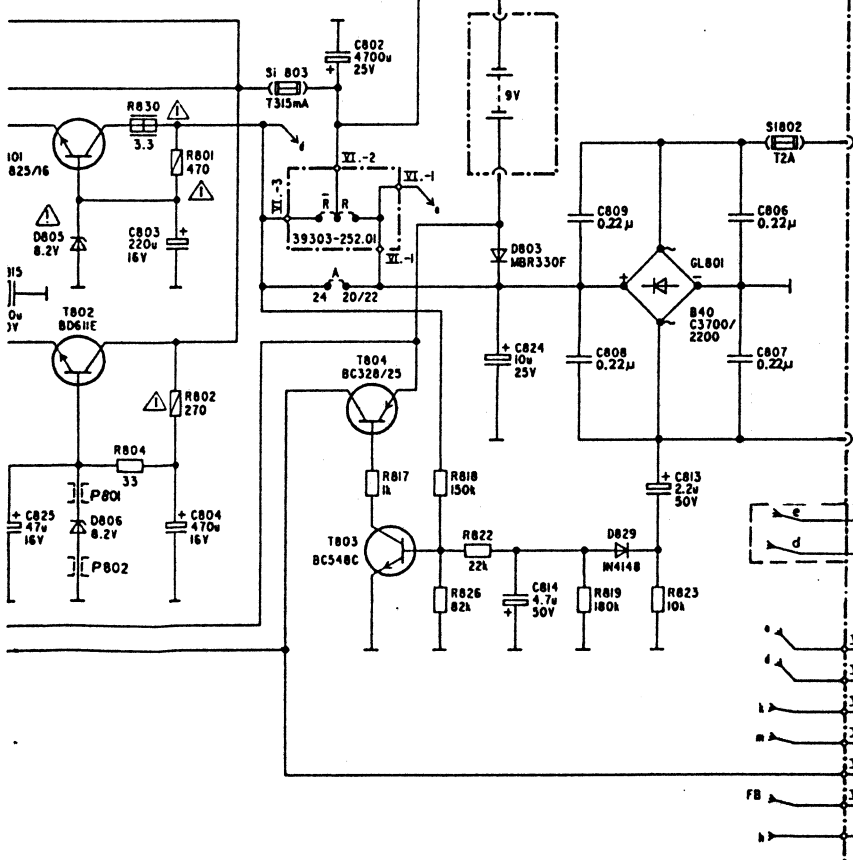 C802
4700u
25V
+
Si 803
T315mA
9V
R830
3.3
R801
470
825/16
D805
8.2V
C803
220u
16V
+
VI.-2
VI.-1
VI.-3
R
R
39303-252.01
VI.-1
A
24
20/22
d
e
D803
MBR330F
SI802
T2A
C809
0.22µ
C806
0.22µ
GL801
+
-
B40
C3700/
2200
C808
0.22µ
C807
0.22µ
+
C824
10u
25V
T802
BD611E
T804
BC328/25
R802
270
R804
33
P801
+
C825
47u
16V
D806
8.2V
P802
+
C804
470u
16V
R817
1k
R818
150k
T803
BC548C
R822
22k
D829
1N4148
+
C813
2.2u
50V
R826
82k
C814
4.7u
50V
+
R819
180k
R823
10k
e
d
e
d
k
m
FB
h